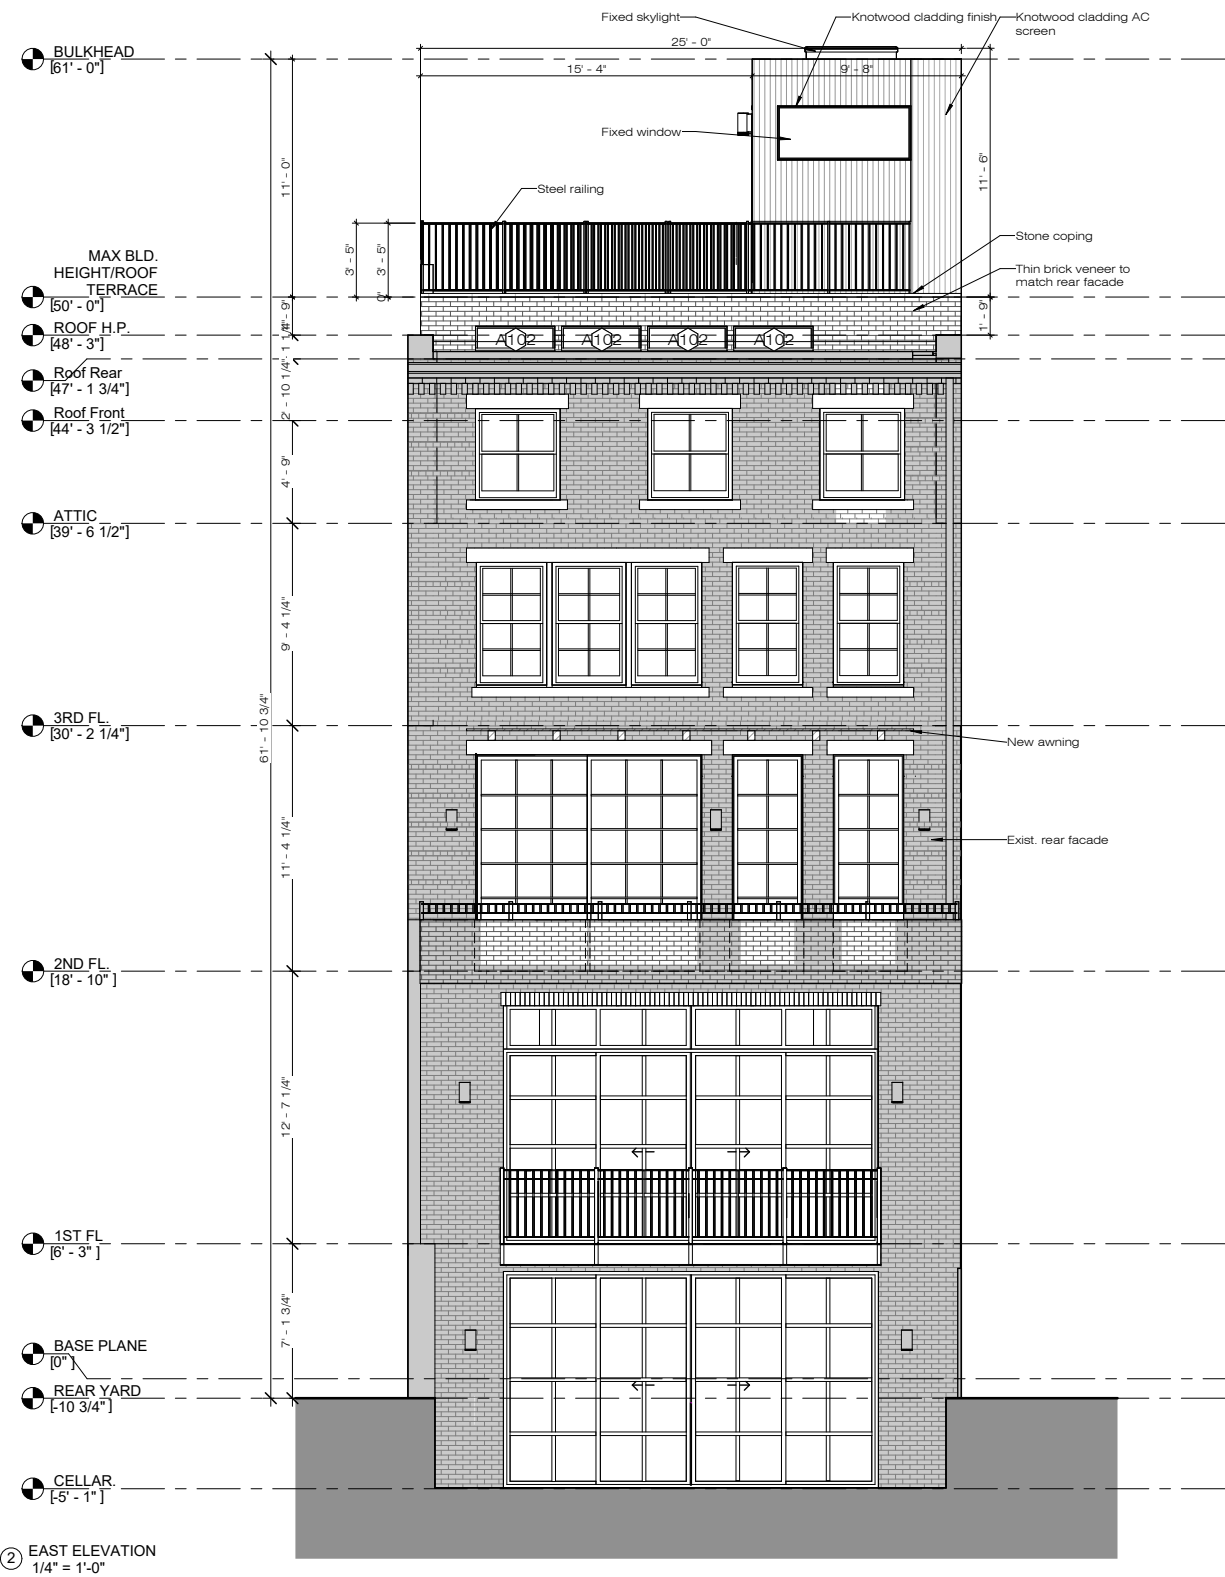 Fixed skylight
Knotwood cladding finish
Knotwood cladding AC
screen
25' - 0"
BULKHEAD
[61' - 0"]
15' - 4"
9' - 8"
Fixed window
11' - 0"
11' - 6"
Steel railing
3' - 5"
3' - 5"
0"
Stone coping
Thin brick veneer to
match rear facade
MAX BLD.
HEIGHT/ROOF
TERRACE
[50' - 0"]
1' - 9"
ROOF H.P.
[48' - 3"]
A102
A102
A102
A102
Roof Rear
[47' - 1 3/4"]
2' - 10 1/4"
Roof Front
[44' - 3 1/2"]
4' - 9"
ATTIC
[39' - 6 1/2"]
9' - 4 1/4"
61' - 10 3/4"
3RD FL.
[30' - 2 1/4"]
New awning
11' - 4 1/4"
Exist. rear facade
2ND FL.
[18' - 10" ]
12' - 7 1/4"
1ST FL
[6' - 3" ]
7' - 1 3/4"
BASE PLANE
[0" ]
REAR YARD
[-10 3/4" ]
CELLAR.
[-5' - 1" ]
2
EAST ELEVATION
1/4" = 1'-0"